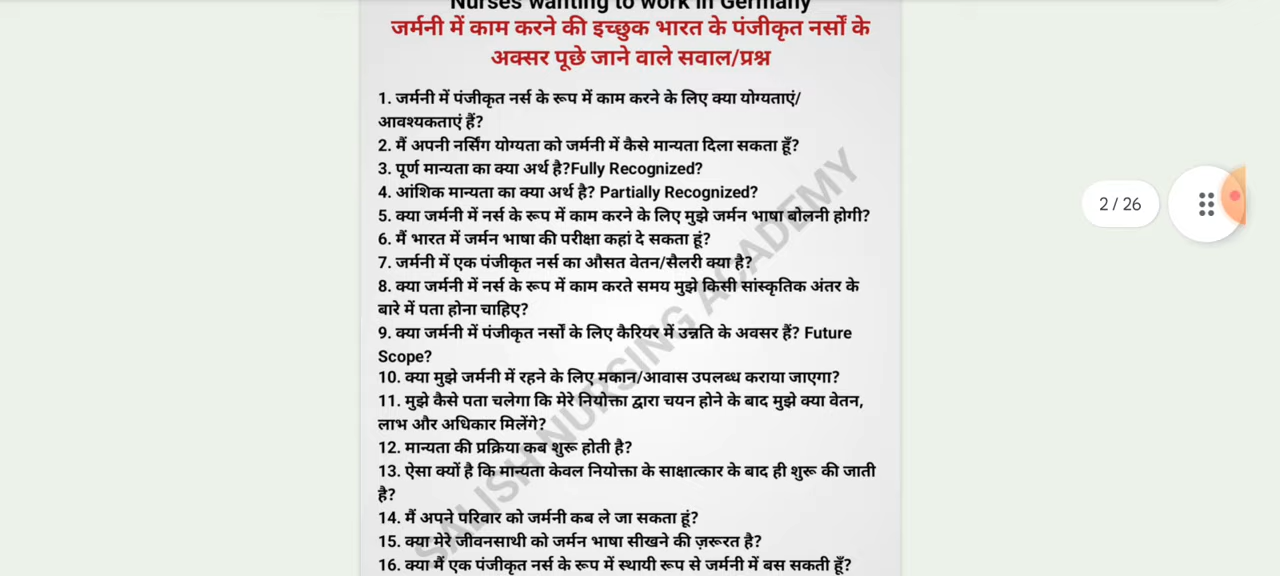 Nurses wanting to work in Germany
जर्मनी में काम करने की इच्छुक भारत के पंजीकृत नर्सों के
अक्सर पूछे जाने वाले सवाल/प्रश्न
1. जर्मनी में पंजीकृत नर्स के रूप में काम करने के लिए क्या योग्यताएं/
आवश्यकताएं हैं?
2. मैं अपनी नर्सिंग योग्यता को जर्मनी में कैसे मान्यता दिला सकता हूँ?
3. पूर्ण मान्यता का क्या अर्थ है?Fully Recognized?
4. आंशिक मान्यता का क्या अर्थ है? Partially Recognized?
5. क्या जर्मनी में नर्स के रूप में काम करने के लिए मुझे जर्मन भाषा बोलनी होगी?
6. मैं भारत में जर्मन भाषा की परीक्षा कहां दे सकता हूं?
7. जर्मनी में एक पंजीकृत नर्स का औसत वेतन/सैलरी क्या है?
8. क्या जर्मनी में नर्स के रूप में काम करते समय मुझे किसी सांस्कृतिक अंतर के
बारे में पता होना चाहिए?
9. क्या जर्मनी में पंजीकृत नर्सों के लिए कैरियर में उन्नति के अवसर हैं? Future
Scope?
10. क्या मुझे जर्मनी में रहने के लिए मकान/आवास उपलब्ध कराया जाएगा?
11. मुझे कैसे पता चलेगा कि मेरे नियोक्ता द्वारा चयन होने के बाद मुझे क्या वेतन,
लाभ और अधिकार मिलेंगे?
12. मान्यता की प्रक्रिया कब शुरू होती है?
13. ऐसा क्यों है कि मान्यता केवल नियोक्ता के साक्षात्कार के बाद ही शुरू की जाती
है?
14. मैं अपने परिवार को जर्मनी कब ले जा सकता हूं?
15. क्या मेरे जीवनसाथी को जर्मन भाषा सीखने की ज़रूरत है?
16. क्या मैं एक पंजीकृत नर्स के रूप में स्थायी रूप से जर्मनी में बस सकती हूँ?
SALISH NURSING ACADEMY
2 / 26